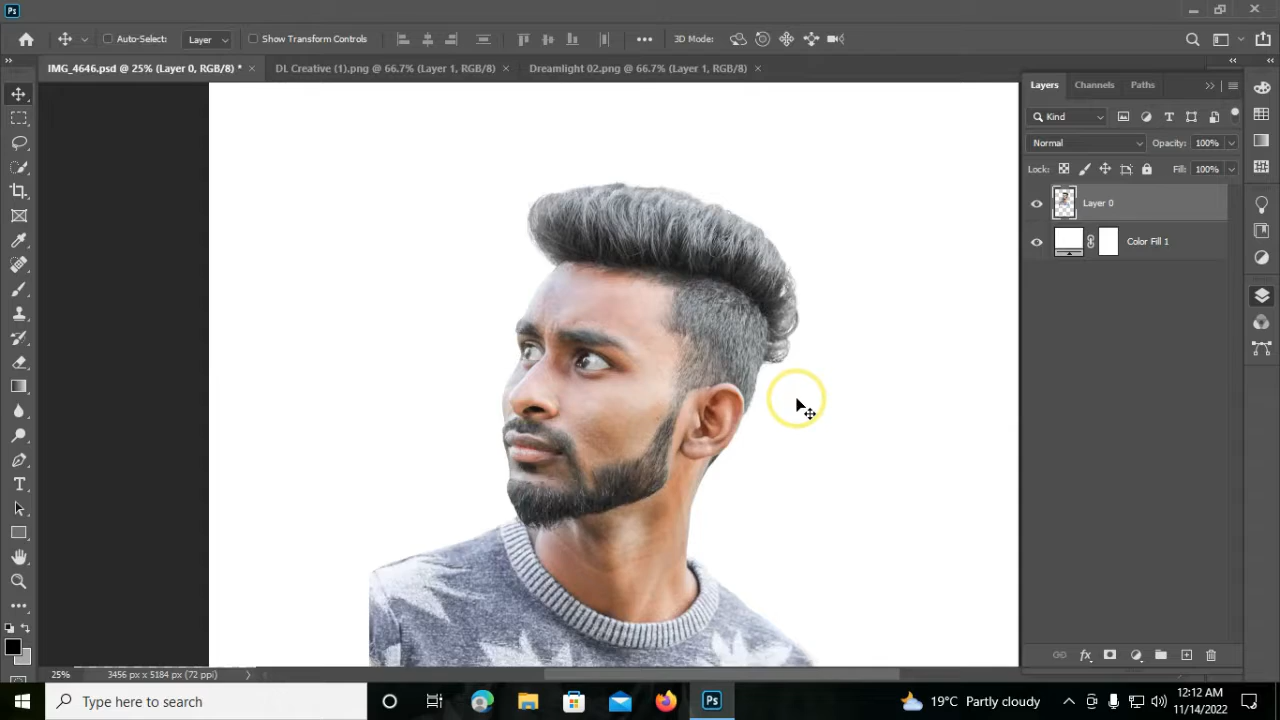 Ps
Auto-Select: Layer Show Transform Controls 3D Mode:
IMG_4646.psd @ 25% (Layer 0, RGB/8) * DL Creative (1).png @ 66.7% (Layer 1, RGB/8) Dreamlight 02.png @ 66.7% (Layer 1, RGB/8)
Layers Channels Paths
Kind
Normal Opacity: 100%
Lock: Fill: 100%
Layer 0
Color Fill 1
25% 3456 px x 5184 px (72 ppi)
Type here to search
Ps
19°C Partly cloudy
12:12 AM
11/14/2022